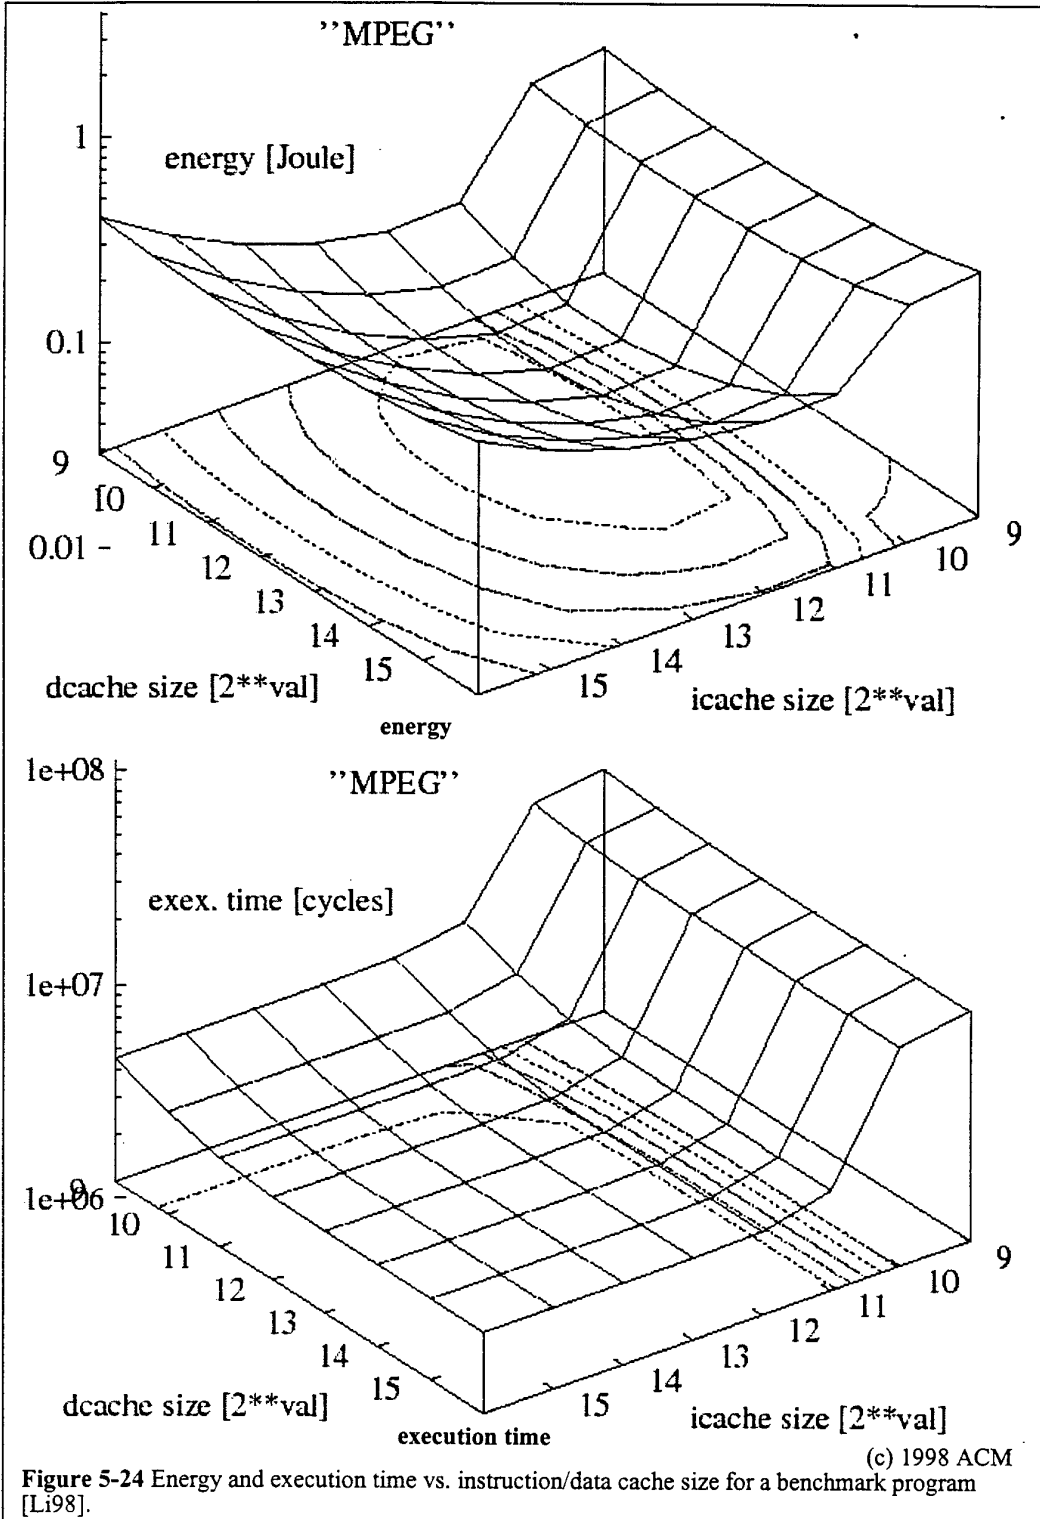 ''MPEG''
1
energy [Joule]
0.1
9
10
0.01
11
12
13
14
15
dcache size [2**val]
9
10
11
12
13
14
15
icache size [2**val]
energy
1e+08
''MPEG''
exex. time [cycles]
1e+07
1e+06
9
10
11
12
13
14
15
dcache size [2**val]
9
10
11
12
13
14
15
icache size [2**val]
execution time
(c) 1998 ACM
Figure 5-24 Energy and execution time vs. instruction/data cache size for a benchmark program
[Li98].